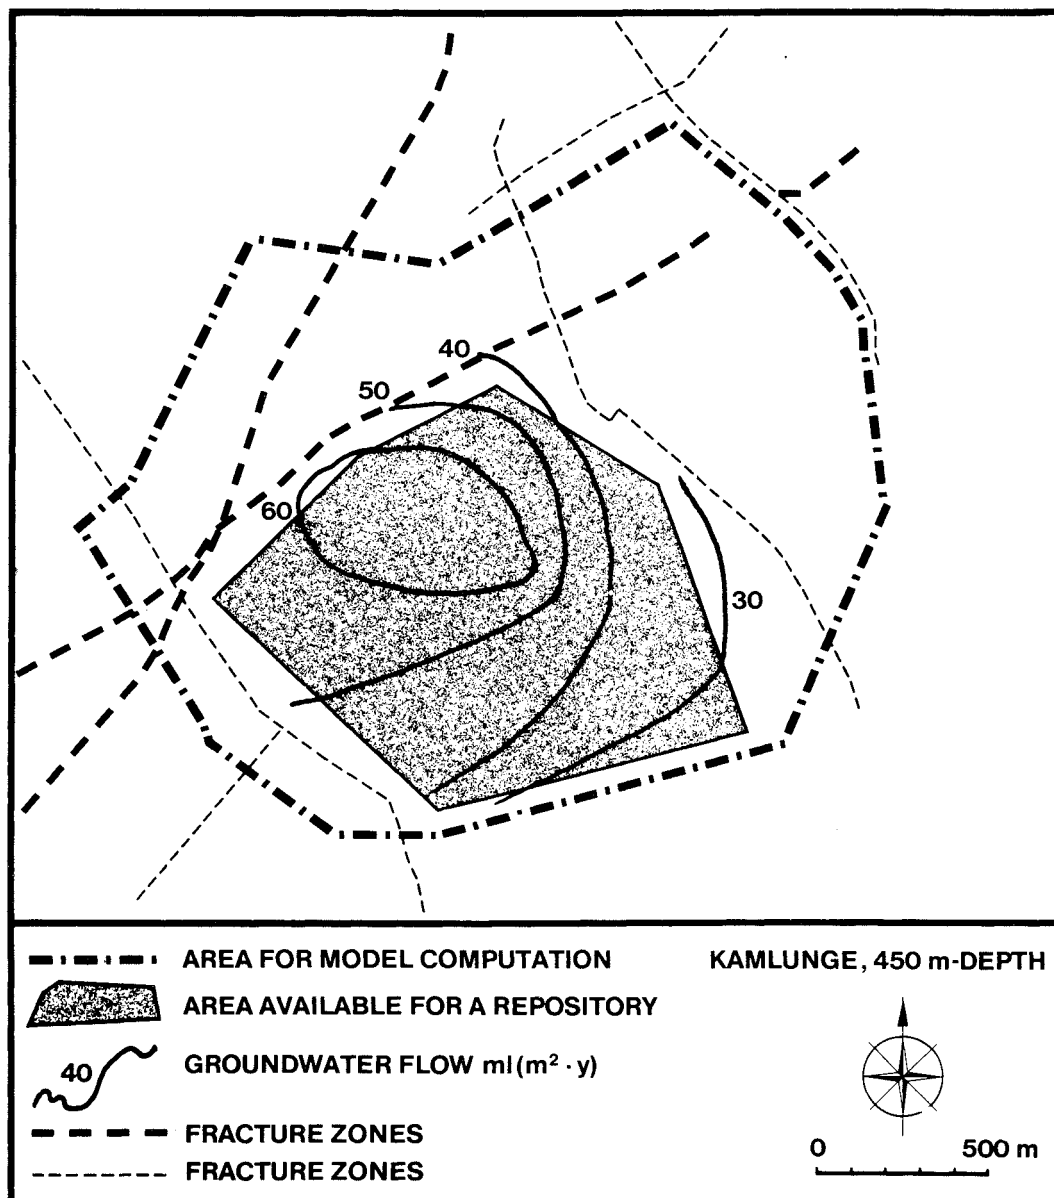 40
50
60
30
AREA FOR MODEL COMPUTATION
KAMLUNGE, 450 m-DEPTH
AREA AVAILABLE FOR A REPOSITORY
40
GROUNDWATER FLOW ml(m² · y)
FRACTURE ZONES
FRACTURE ZONES
0 500 m